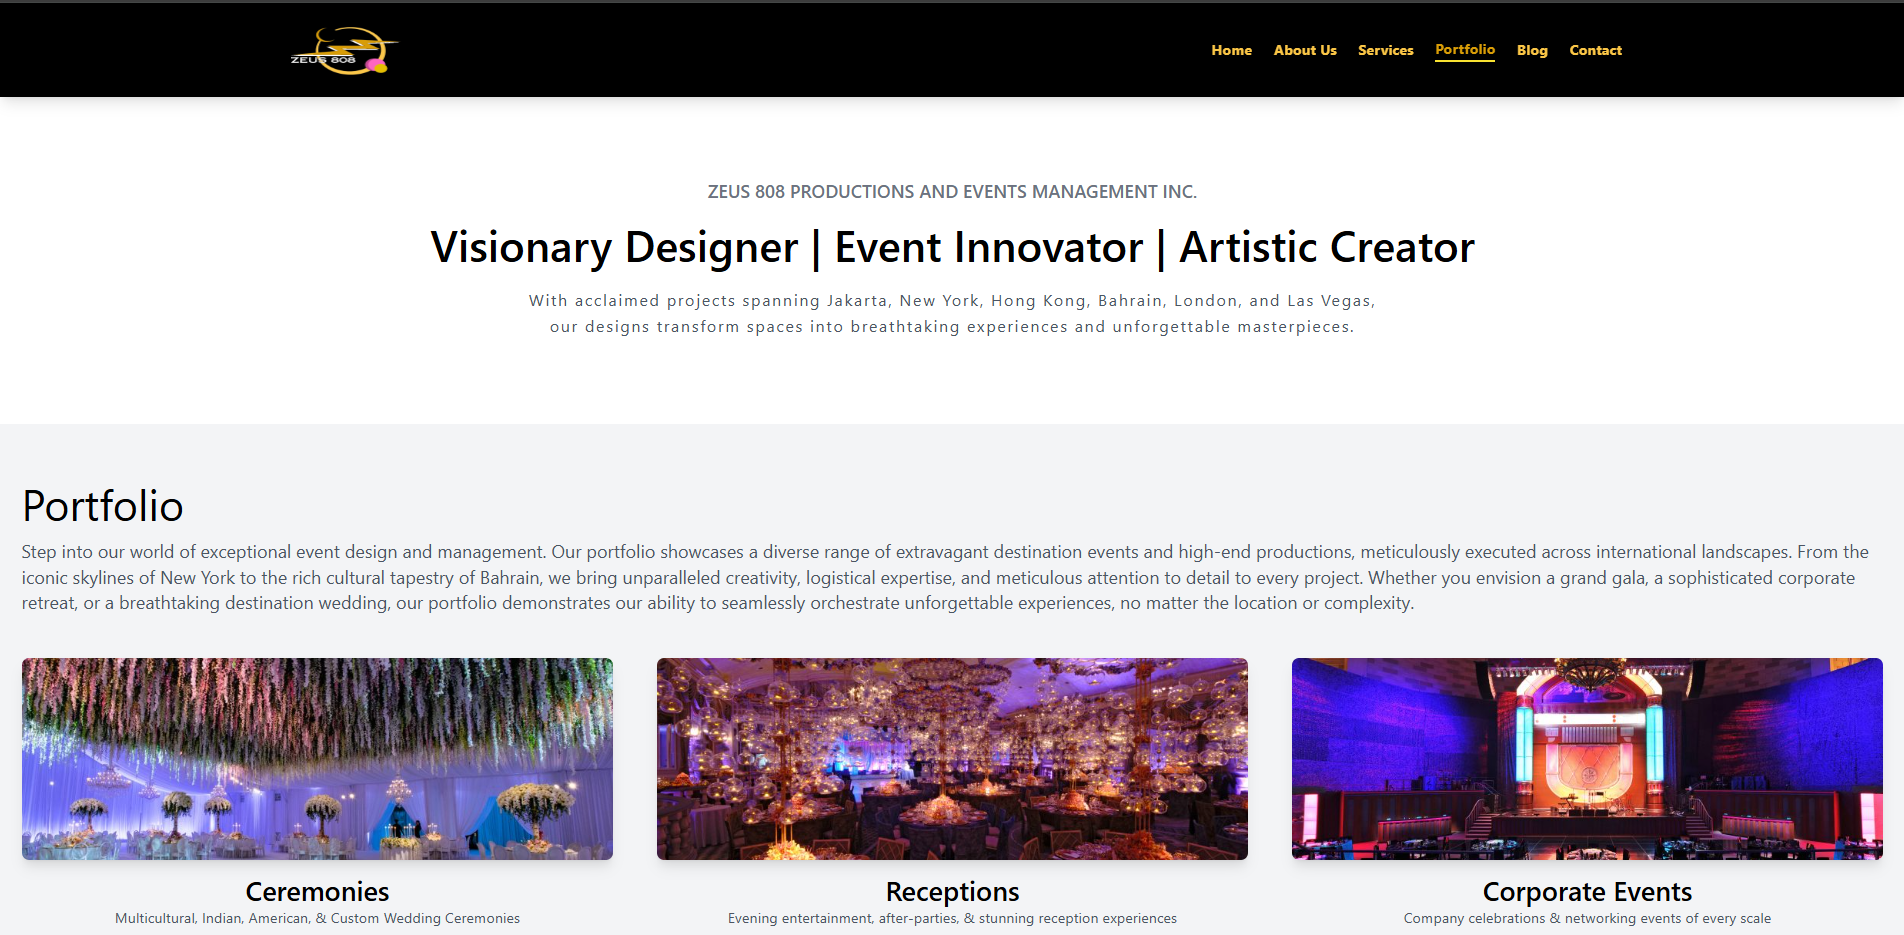 ZEUS 808
Home About Us Services Portfolio Blog Contact
ZEUS 808 PRODUCTIONS AND EVENTS MANAGEMENT INC.
Visionary Designer | Event Innovator | Artistic Creator
With acclaimed projects spanning Jakarta, New York, Hong Kong, Bahrain, London, and Las Vegas,
our designs transform spaces into breathtaking experiences and unforgettable masterpieces.
Portfolio
Step into our world of exceptional event design and management. Our portfolio showcases a diverse range of extravagant destination events and high-end productions, meticulously executed across international landscapes. From the
iconic skylines of New York to the rich cultural tapestry of Bahrain, we bring unparalleled creativity, logistical expertise, and meticulous attention to detail to every project. Whether you envision a grand gala, a sophisticated corporate
retreat, or a breathtaking destination wedding, our portfolio demonstrates our ability to seamlessly orchestrate unforgettable experiences, no matter the location or complexity.
Ceremonies
Multicultural, Indian, American, & Custom Wedding Ceremonies
Receptions
Evening entertainment, after-parties, & stunning reception experiences
Corporate Events
Company celebrations & networking events of every scale